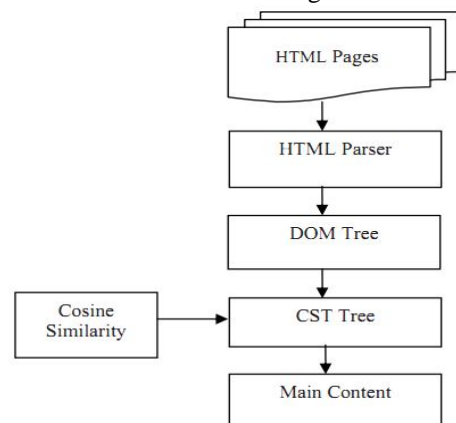 HTML Pages
HTML Parser
DOM Tree
Cosine
Similarity
CST Tree
Main Content